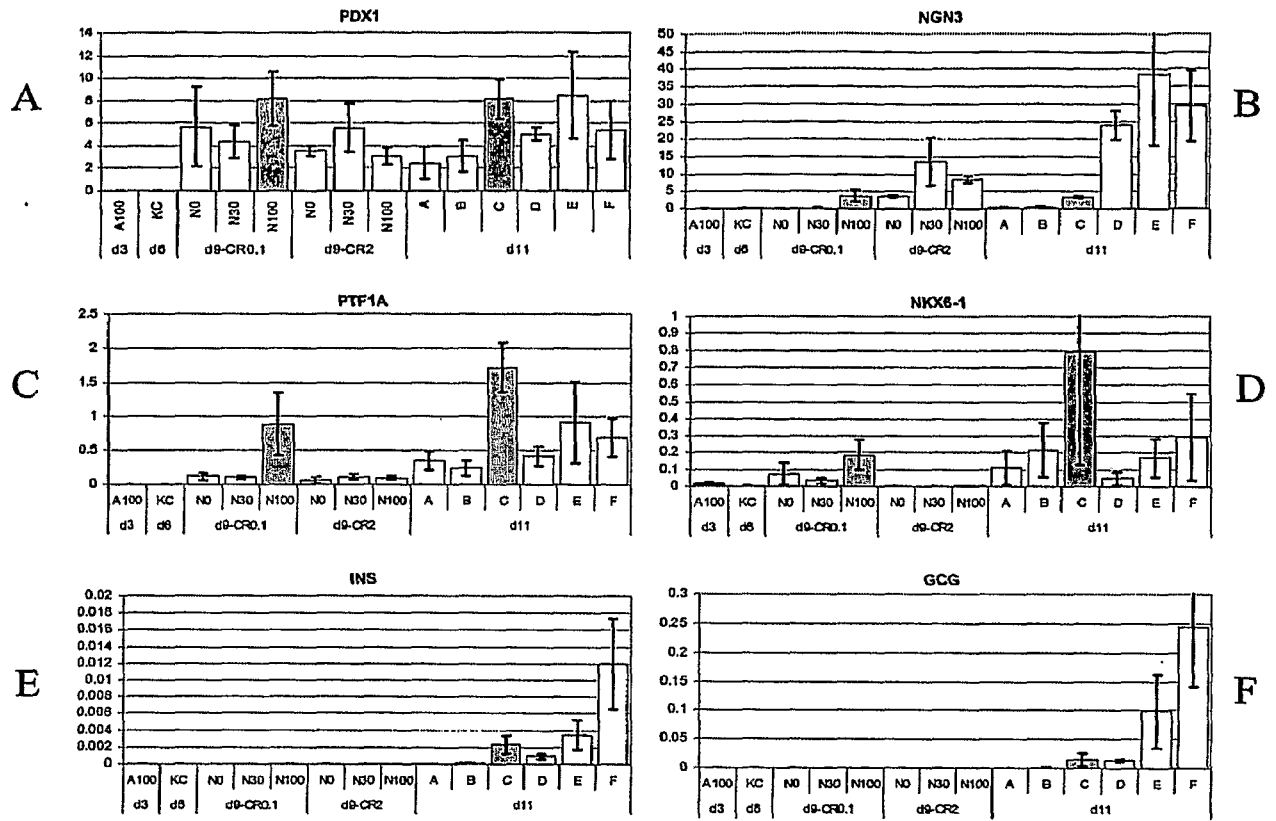 A
PDX1
14
12
10
8
6
4
2
0
A100 KC N0 N30 N100 N0 N30 N100 A B C D E F
d3 d6 d9-CR0.1 d9-CR2 d11
NGN3
B
50
45
40
35
30
25
20
15
10
5
0
A100 KC N0 N30 N100 N0 N30 N100 A B C D E F
d3 d6 d9-CR0.1 d9-CR2 d11
C
PTF1A
2.5
2
1.5
1
0.5
0
A100 KC N0 N30 N100 N0 N30 N100 A B C D E F
d3 d6 d9-CR0.1 d9-CR2 d11
NKX6-1
D
1
0.9
0.8
0.7
0.6
0.5
0.4
0.3
0.2
0.1
0
A100 KC N0 N30 N100 N0 N30 N100 A B C D E F
d3 d6 d9-CR0.1 d9-CR2 d11
E
INS
0.02
0.018
0.016
0.014
0.012
0.01
0.008
0.006
0.004
0.002
0
A100 KC N0 N30 N100 N0 N30 N100 A B C D E F
d3 d6 d9-CR0.1 d9-CR2 d11
GCG
F
0.3
0.25
0.2
0.15
0.1
0.05
0
A100 KC N0 N30 N100 N0 N30 N100 A B C D E F
d3 d6 d9-CR0.1 d9-CR2 d11